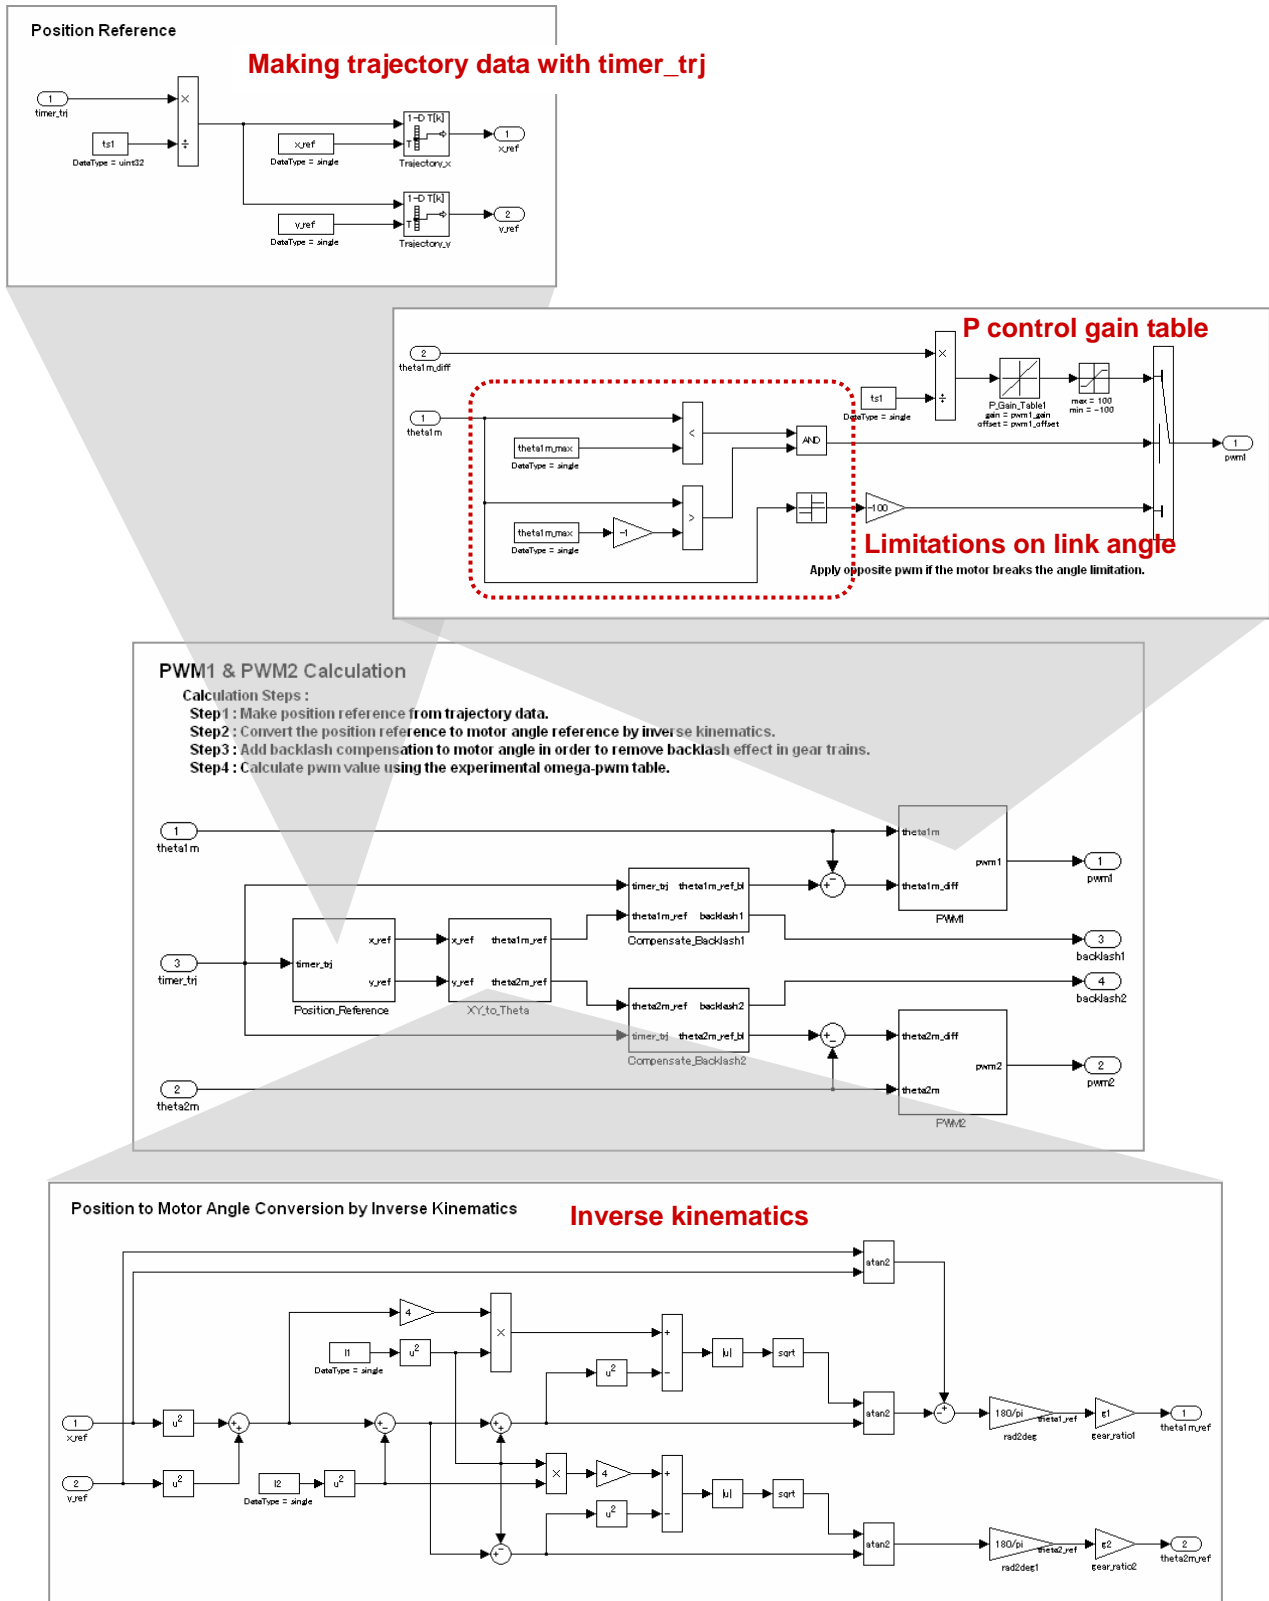 Position Reference
Making trajectory data with timer_trj
1
timer_trj
ts1
DataType = uint32
×
÷
x_ref
DataType = single
1-D T[k]
T
Trajectory_x
1
x_ref
y_ref
DataType = single
1-D T[k]
T
Trajectory_y
2
y_ref
P control gain table
2
theta1m_diff
×
÷
ts1
DataType = single
P_Gain_Table1
gain = pwm1_gain
offset = pwm1_offset
max = 100
min = -100
1
theta1m
theta1m_max
DataType = single
<
AND
1
pwm1
theta1m_max
DataType = single
-1
>
-100
Limitations on link angle
Apply opposite pwm if the motor breaks the angle limitation.
PWM1 & PWM2 Calculation
Calculation Steps :
Step1 : Make position reference from trajectory data.
Step2 : Convert the position reference to motor angle reference by inverse kinematics.
Step3 : Add backlash compensation to motor angle in order to remove backlash effect in gear trains.
Step4 : Calculate pwm value using the experimental omega-pwm table.
1
theta1m
theta1m
pwm1
theta1m_diff
PWM1
1
pwm1
timer_trj theta1m_ref_bl
theta1m_ref backlash1
Compensate_Backlash1
+
-
3
backlash1
3
timer_trj
timer_trj
x_ref
y_ref
Position_Reference
x_ref theta1m_ref
y_ref theta2m_ref
XY_to_Theta
4
backlash2
theta2m_ref backlash2
timer_trj theta2m_ref_bl
Compensate_Backlash2
+
-
theta2m_diff
pwm2
theta2m
PWM2
2
pwm2
2
theta2m
Position to Motor Angle Conversion by Inverse Kinematics
Inverse kinematics
atan2
4
×
l1
DataType = single
u²
+
-
|u|
sqrt
u²
1
x_ref
u²
+
+
+
-
+
+
atan2
-
+
180/pi
rad2deg
theta1_ref
g1
gear_ratio1
1
theta1m_ref
2
y_ref
u²
l2
DataType = single
u²
×
4
+
-
|u|
sqrt
u²
+
-
atan2
180/pi
rad2deg1
theta2_ref
g2
gear_ratio2
2
theta2m_ref